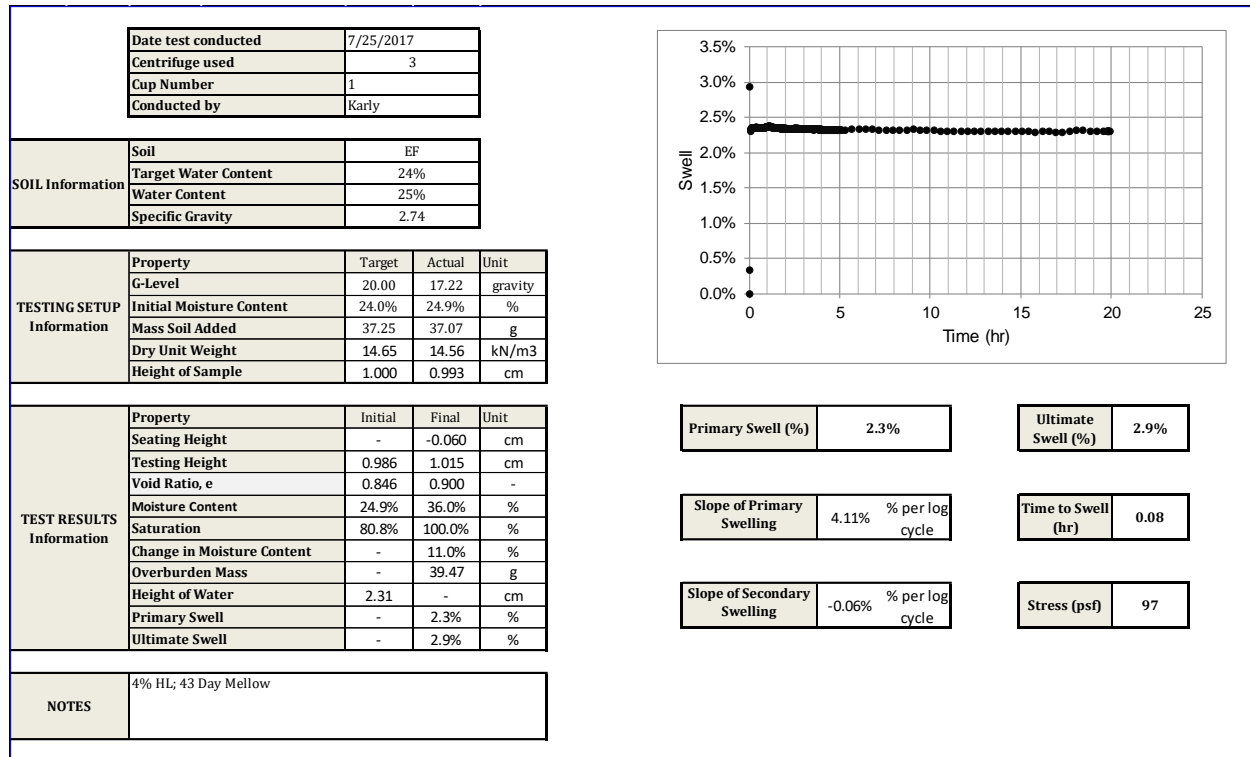 Date test conducted 7/25/2017
Centrifuge used 3
Cup Number 1
Conducted by Karly
SOIL Information
Soil EF
Target Water Content 24%
Water Content 25%
Specific Gravity 2.74
TESTING SETUP
Information
Property Target Actual Unit
G-Level 20.00 17.22 gravity
Initial Moisture Content 24.0% 24.9% %
Mass Soil Added 37.25 37.07 g
Dry Unit Weight 14.65 14.56 kN/m3
Height of Sample 1.000 0.993 cm
TEST RESULTS
Information
Property Initial Final Unit
Seating Height - -0.060 cm
Testing Height 0.986 1.015 cm
Void Ratio, e 0.846 0.900 -
Moisture Content 24.9% 36.0% %
Saturation 80.8% 100.0% %
Change in Moisture Content - 11.0% %
Overburden Mass - 39.47 g
Height of Water 2.31 - cm
Primary Swell - 2.3% %
Ultimate Swell - 2.9% %
NOTES
4% HL; 43 Day Mellow
Swell
3.5%
3.0%
2.5%
2.0%
1.5%
1.0%
0.5%
0.0%
0 5 10 15 20 25
Time (hr)
Primary Swell (%) 2.3%
Ultimate
Swell (%)
2.9%
Slope of Primary
Swelling
4.11%
% per log
cycle
Time to Swell
(hr)
0.08
Slope of Secondary
Swelling
-0.06%
% per log
cycle
Stress (psf) 97